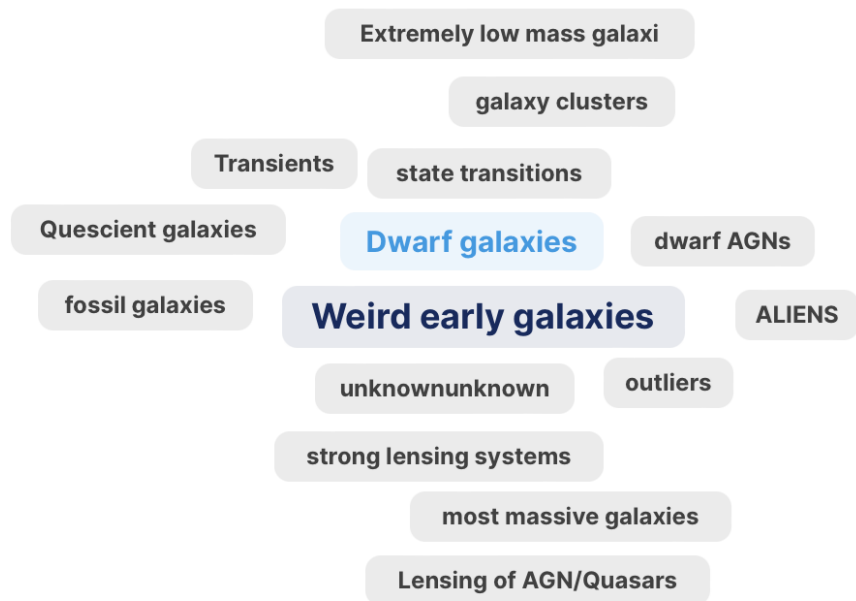 Extremely low mass galaxi
galaxy clusters
Transients
state transitions
Quescient galaxies
Dwarf galaxies
dwarf AGNs
fossil galaxies
Weird early galaxies
ALIENS
unknownunknown
outliers
strong lensing systems
most massive galaxies
Lensing of AGN/Quasars